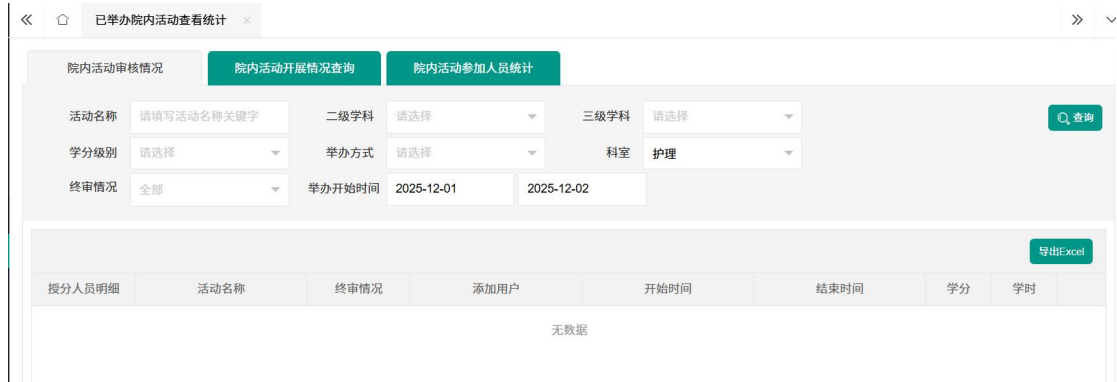 已举办院内活动查看统计
院内活动审核情况 院内活动开展情况查询 院内活动参加人员统计
活动名称 请填写活动名称关键字 二级学科 请选择 三级学科 请选择 查询
学分级别 请选择 举办方式 请选择 科室 护理
终审情况 全部 举办开始时间 2025-12-01 2025-12-02
导出Excel
授分人员明细 活动名称 终审情况 添加用户 开始时间 结束时间 学分 学时
无数据